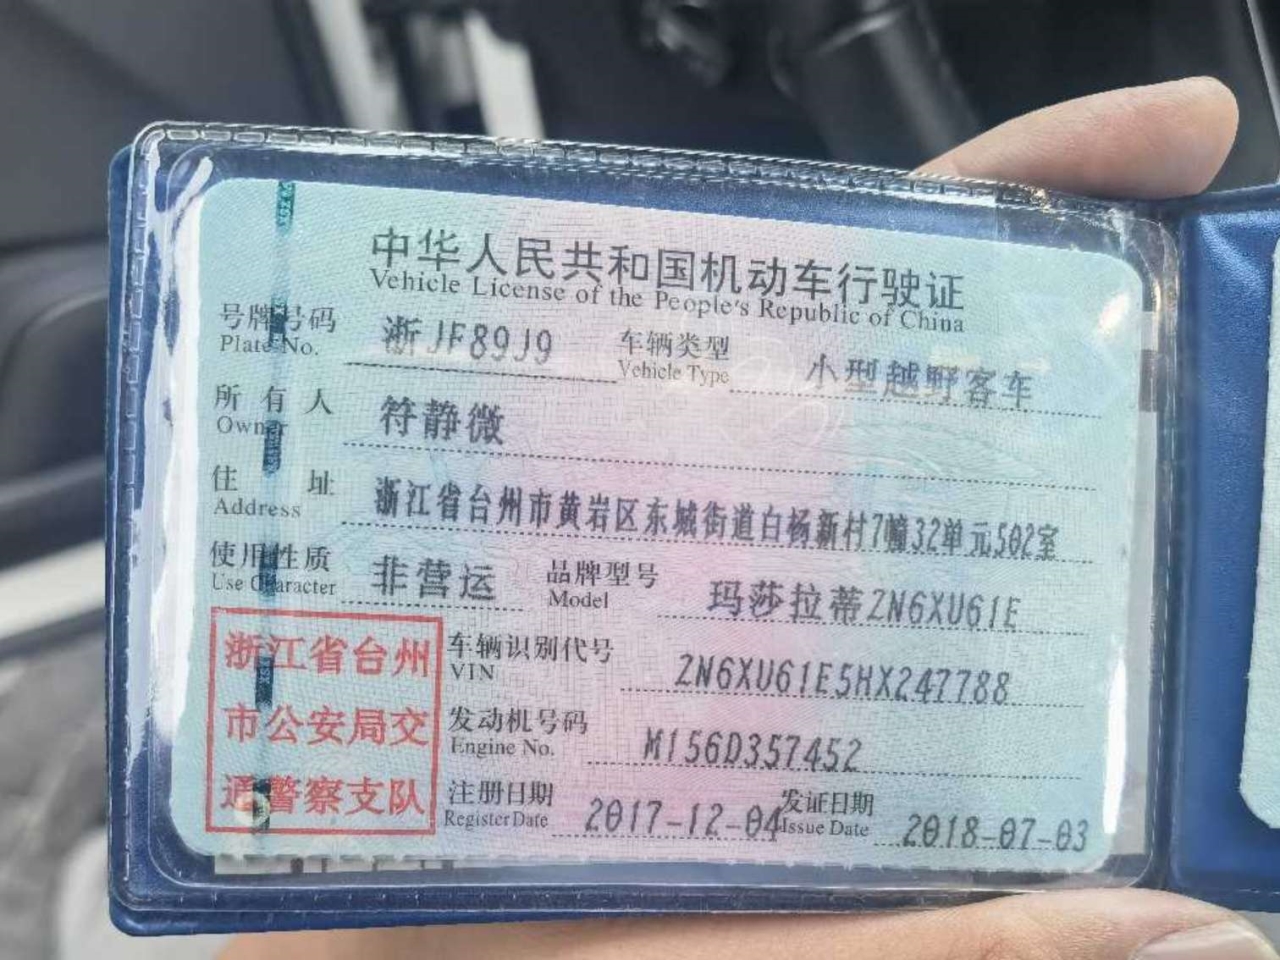 中华人民共和国机动车行驶证
Vehicle License of the People's Republic of China
号牌号码 浙JF89J9 车辆类型 小型越野客车
Plate No. Vehicle Type
所有人 符静微
Owner
住址 浙江省台州市黄岩区东城街道白杨新村7幢32单元502室
Address
使用性质 非营运 品牌型号 玛莎拉蒂ZN6XU61E
Use Character Model
浙江省台州
市公安局交
通警察支队
车辆识别代号 ZN6XU61E5HX247788
VIN
发动机号码 M156D357452
Engine No.
注册日期 2017-12-04 发证日期 2018-07-03
Register Date Issue Date